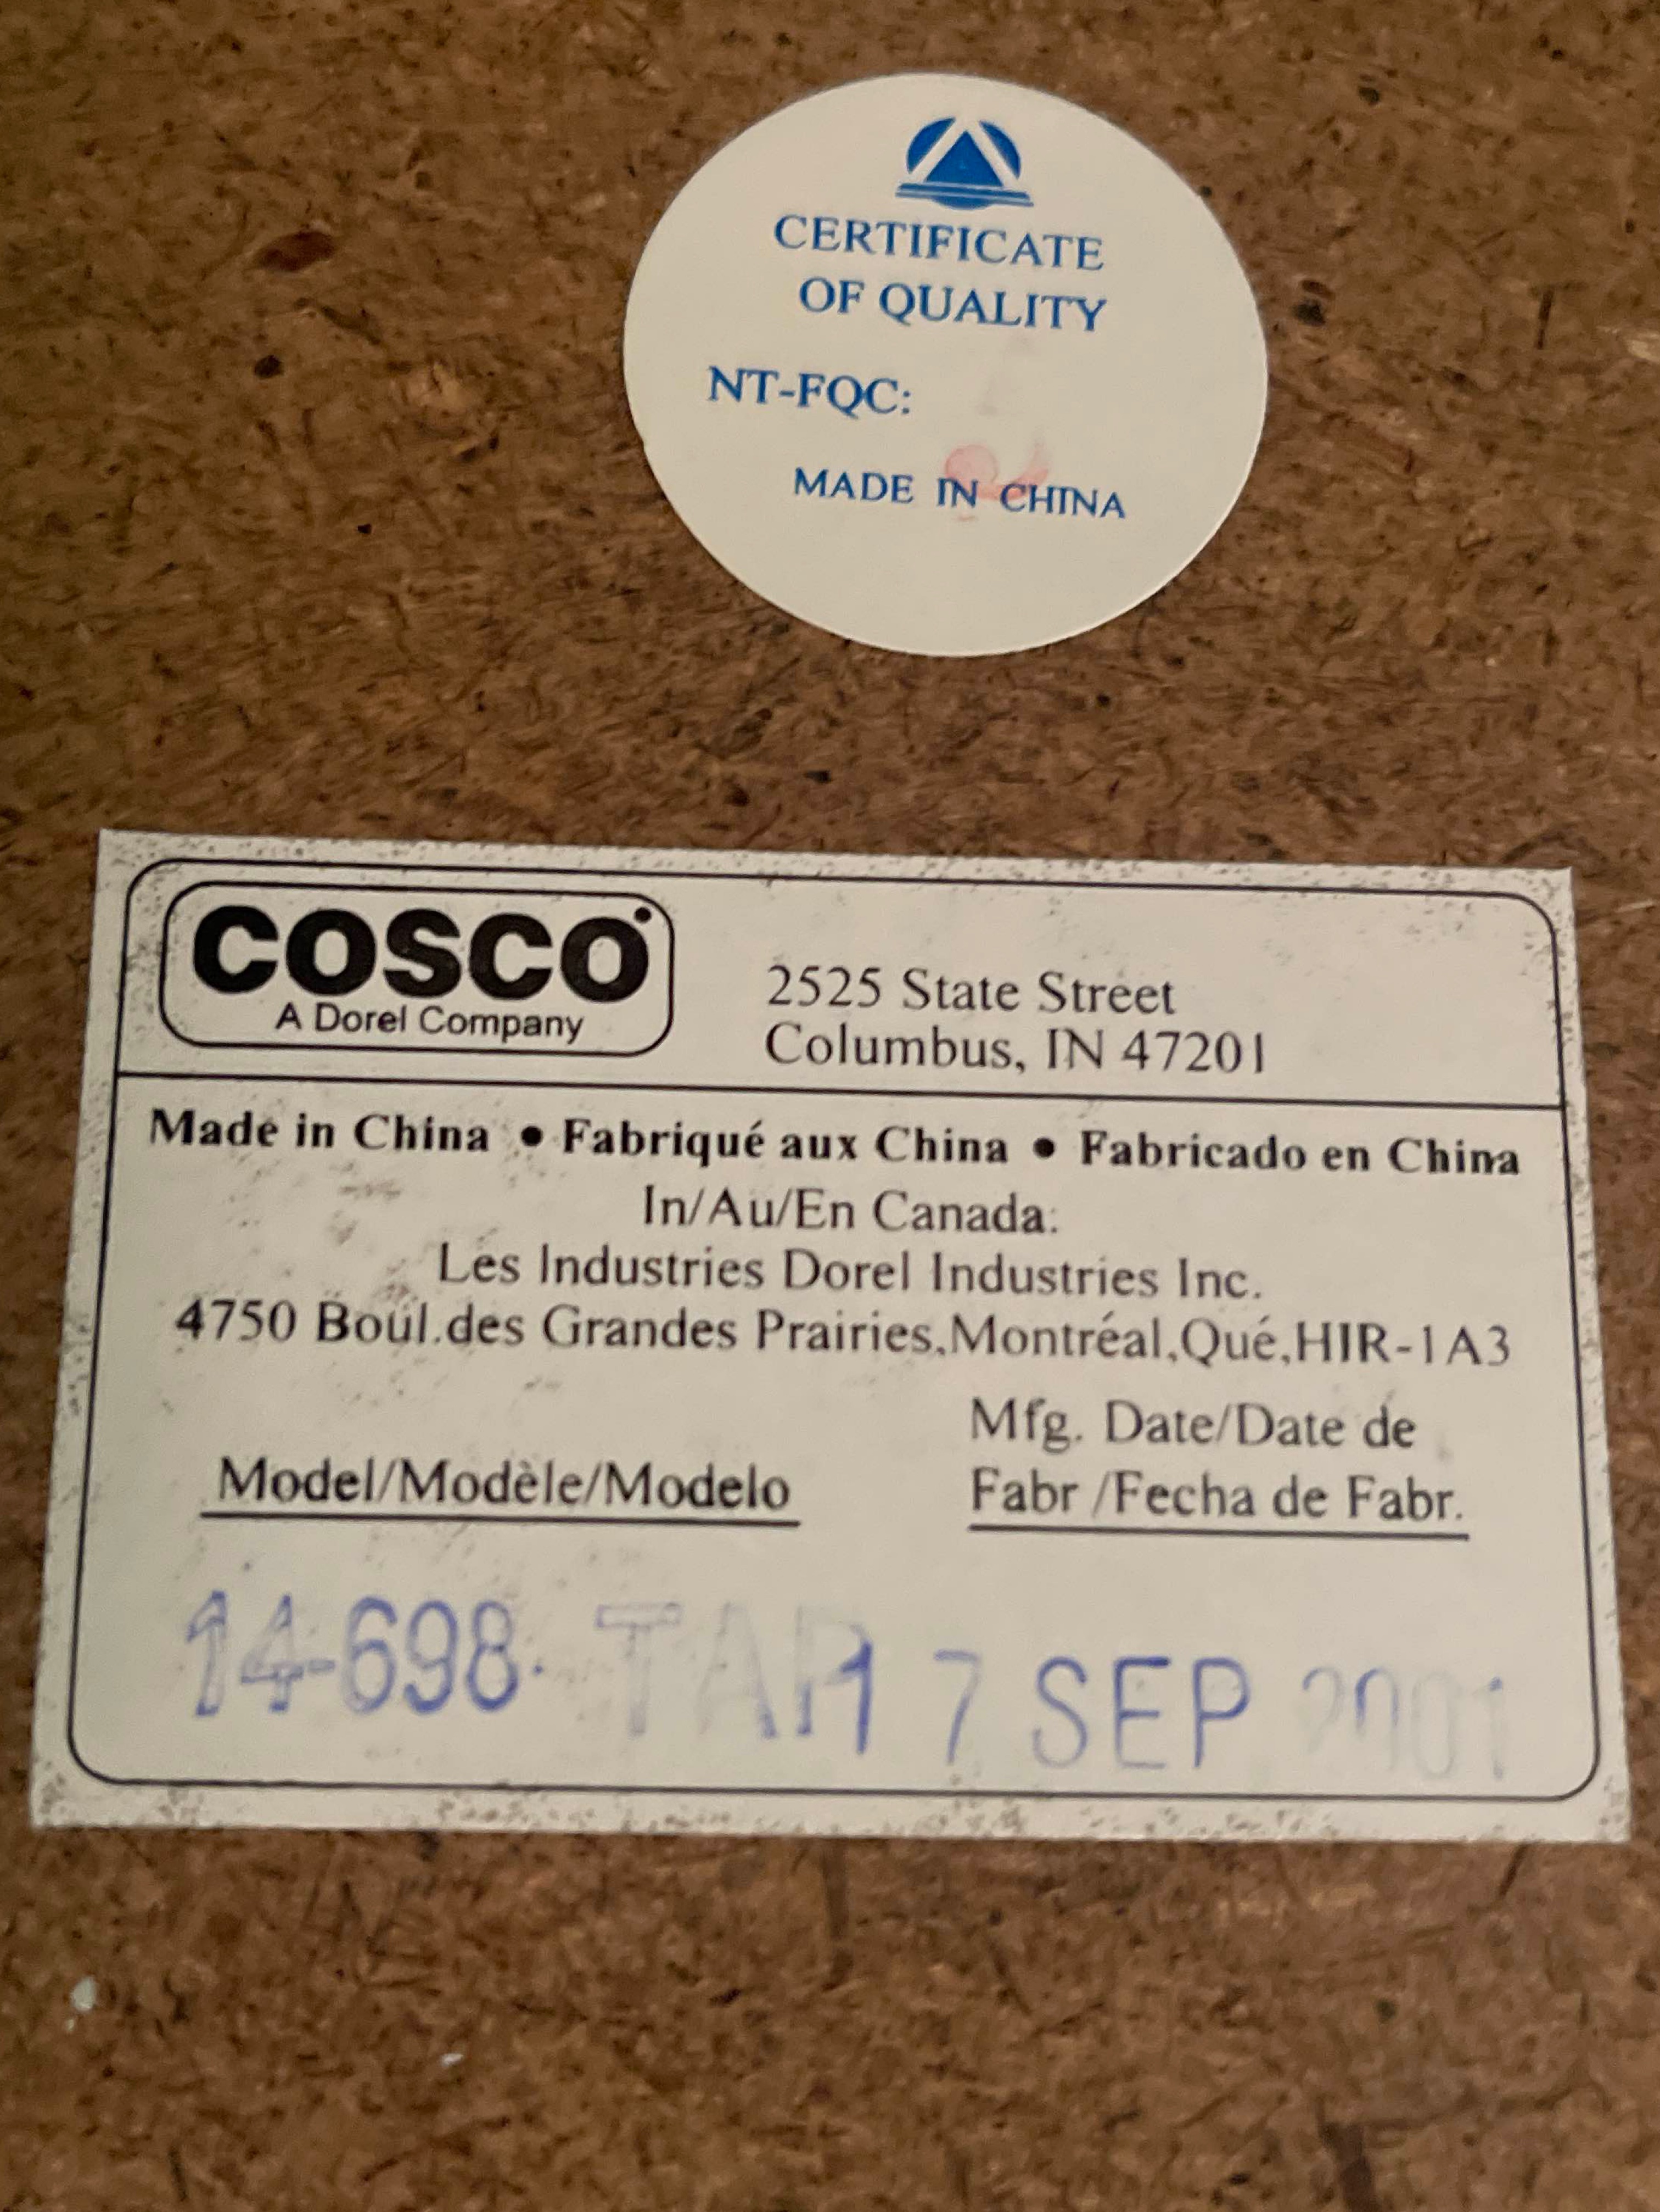 CERTIFICATE
OF QUALITY
NT-FQC:
MADE IN CHINA
COSCO
A Dorel Company
2525 State Street
Columbus, IN 47201
Made in China • Fabriqué aux China • Fabricado en China
In/Au/En Canada:
Les Industries Dorel Industries Inc.
4750 Boul.des Grandes Prairies,Montréal,Qué,HIR-1A3
Model/Modèle/Modelo
14-698. TAR
Mfg. Date/Date de
Fabr /Fecha de Fabr.
17 SEP 2001